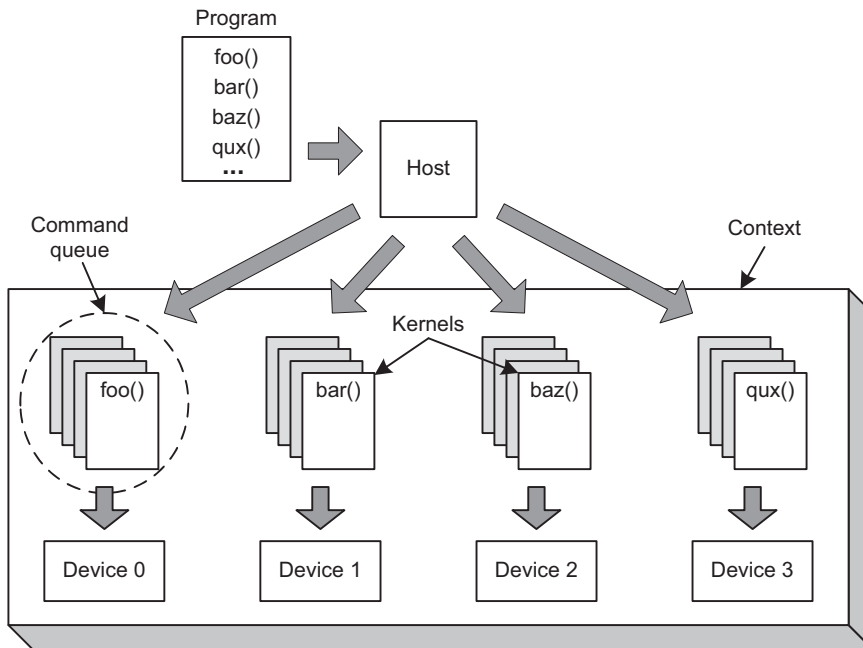 Program
foo()
bar()
baz()
qux()
...
Host
Command
queue
Context
Kernels
foo()
bar()
baz()
qux()
Device 0
Device 1
Device 2
Device 3